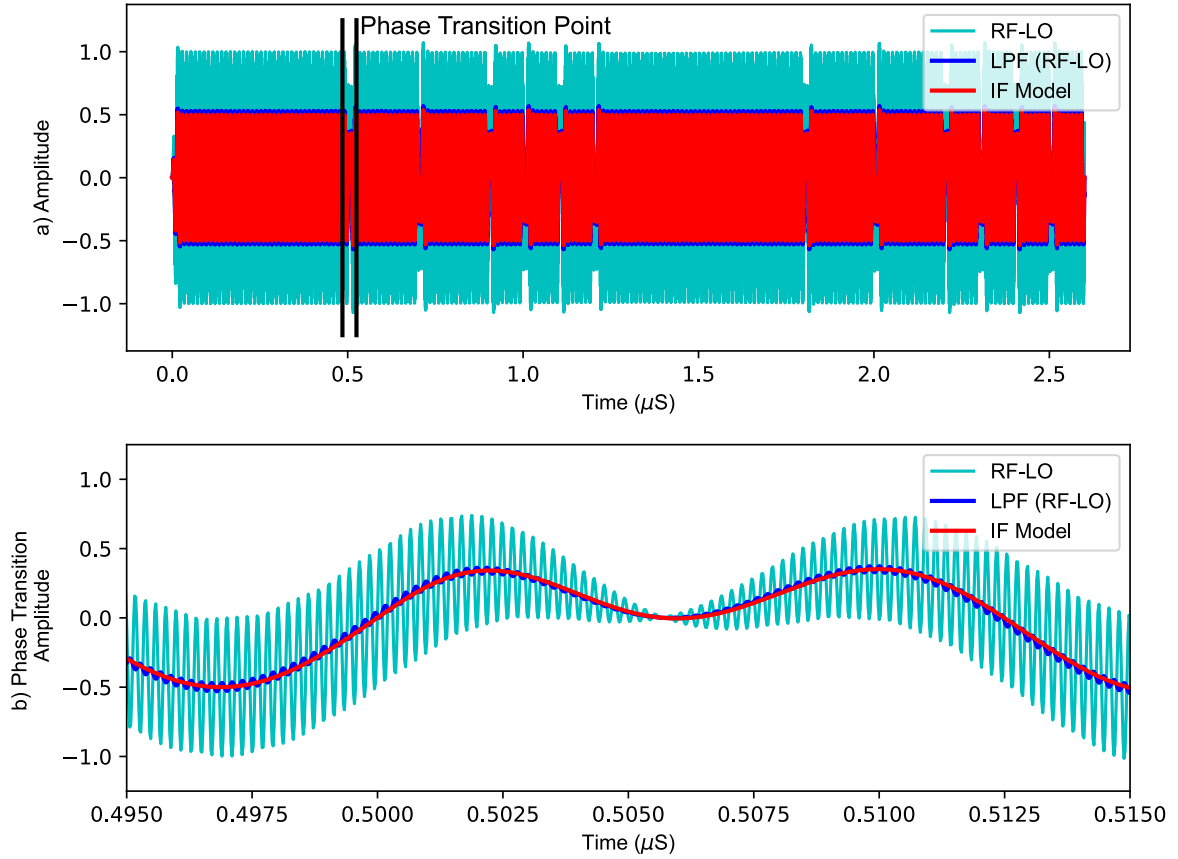 Phase Transition Point
RF-LO
LPF (RF-LO)
IF Model
1.0
0.5
0.0
−0.5
−1.0
a) Amplitude
0.0 0.5 1.0 1.5 2.0 2.5
Time (μS)
RF-LO
LPF (RF-LO)
IF Model
1.0
0.5
0.0
−0.5
−1.0
b) Phase Transition
Amplitude
0.4950 0.4975 0.5000 0.5025 0.5050 0.5075 0.5100 0.5125 0.5150
Time (μS)